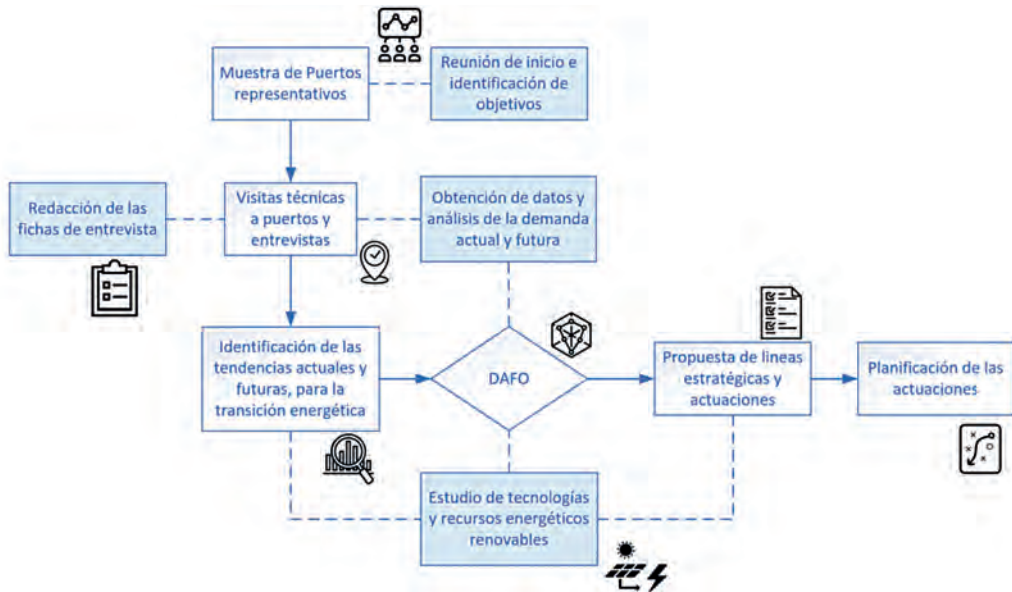 Muestra de Puertos
representativos
Reunión de inicio e
identificación de
objetivos
Redacción de las
fichas de entrevista
Visitas técnicas
a puertos y
entrevistas
Obtención de datos y
análisis de la demanda
actual y futura
Identificación de las
tendencias actuales y
futuras, para la
transición energética
DAFO
Propuesta de lineas
estratégicas y
actuaciones
Planificación de las
actuaciones
Estudio de tecnologías
y recursos energéticos
renovables